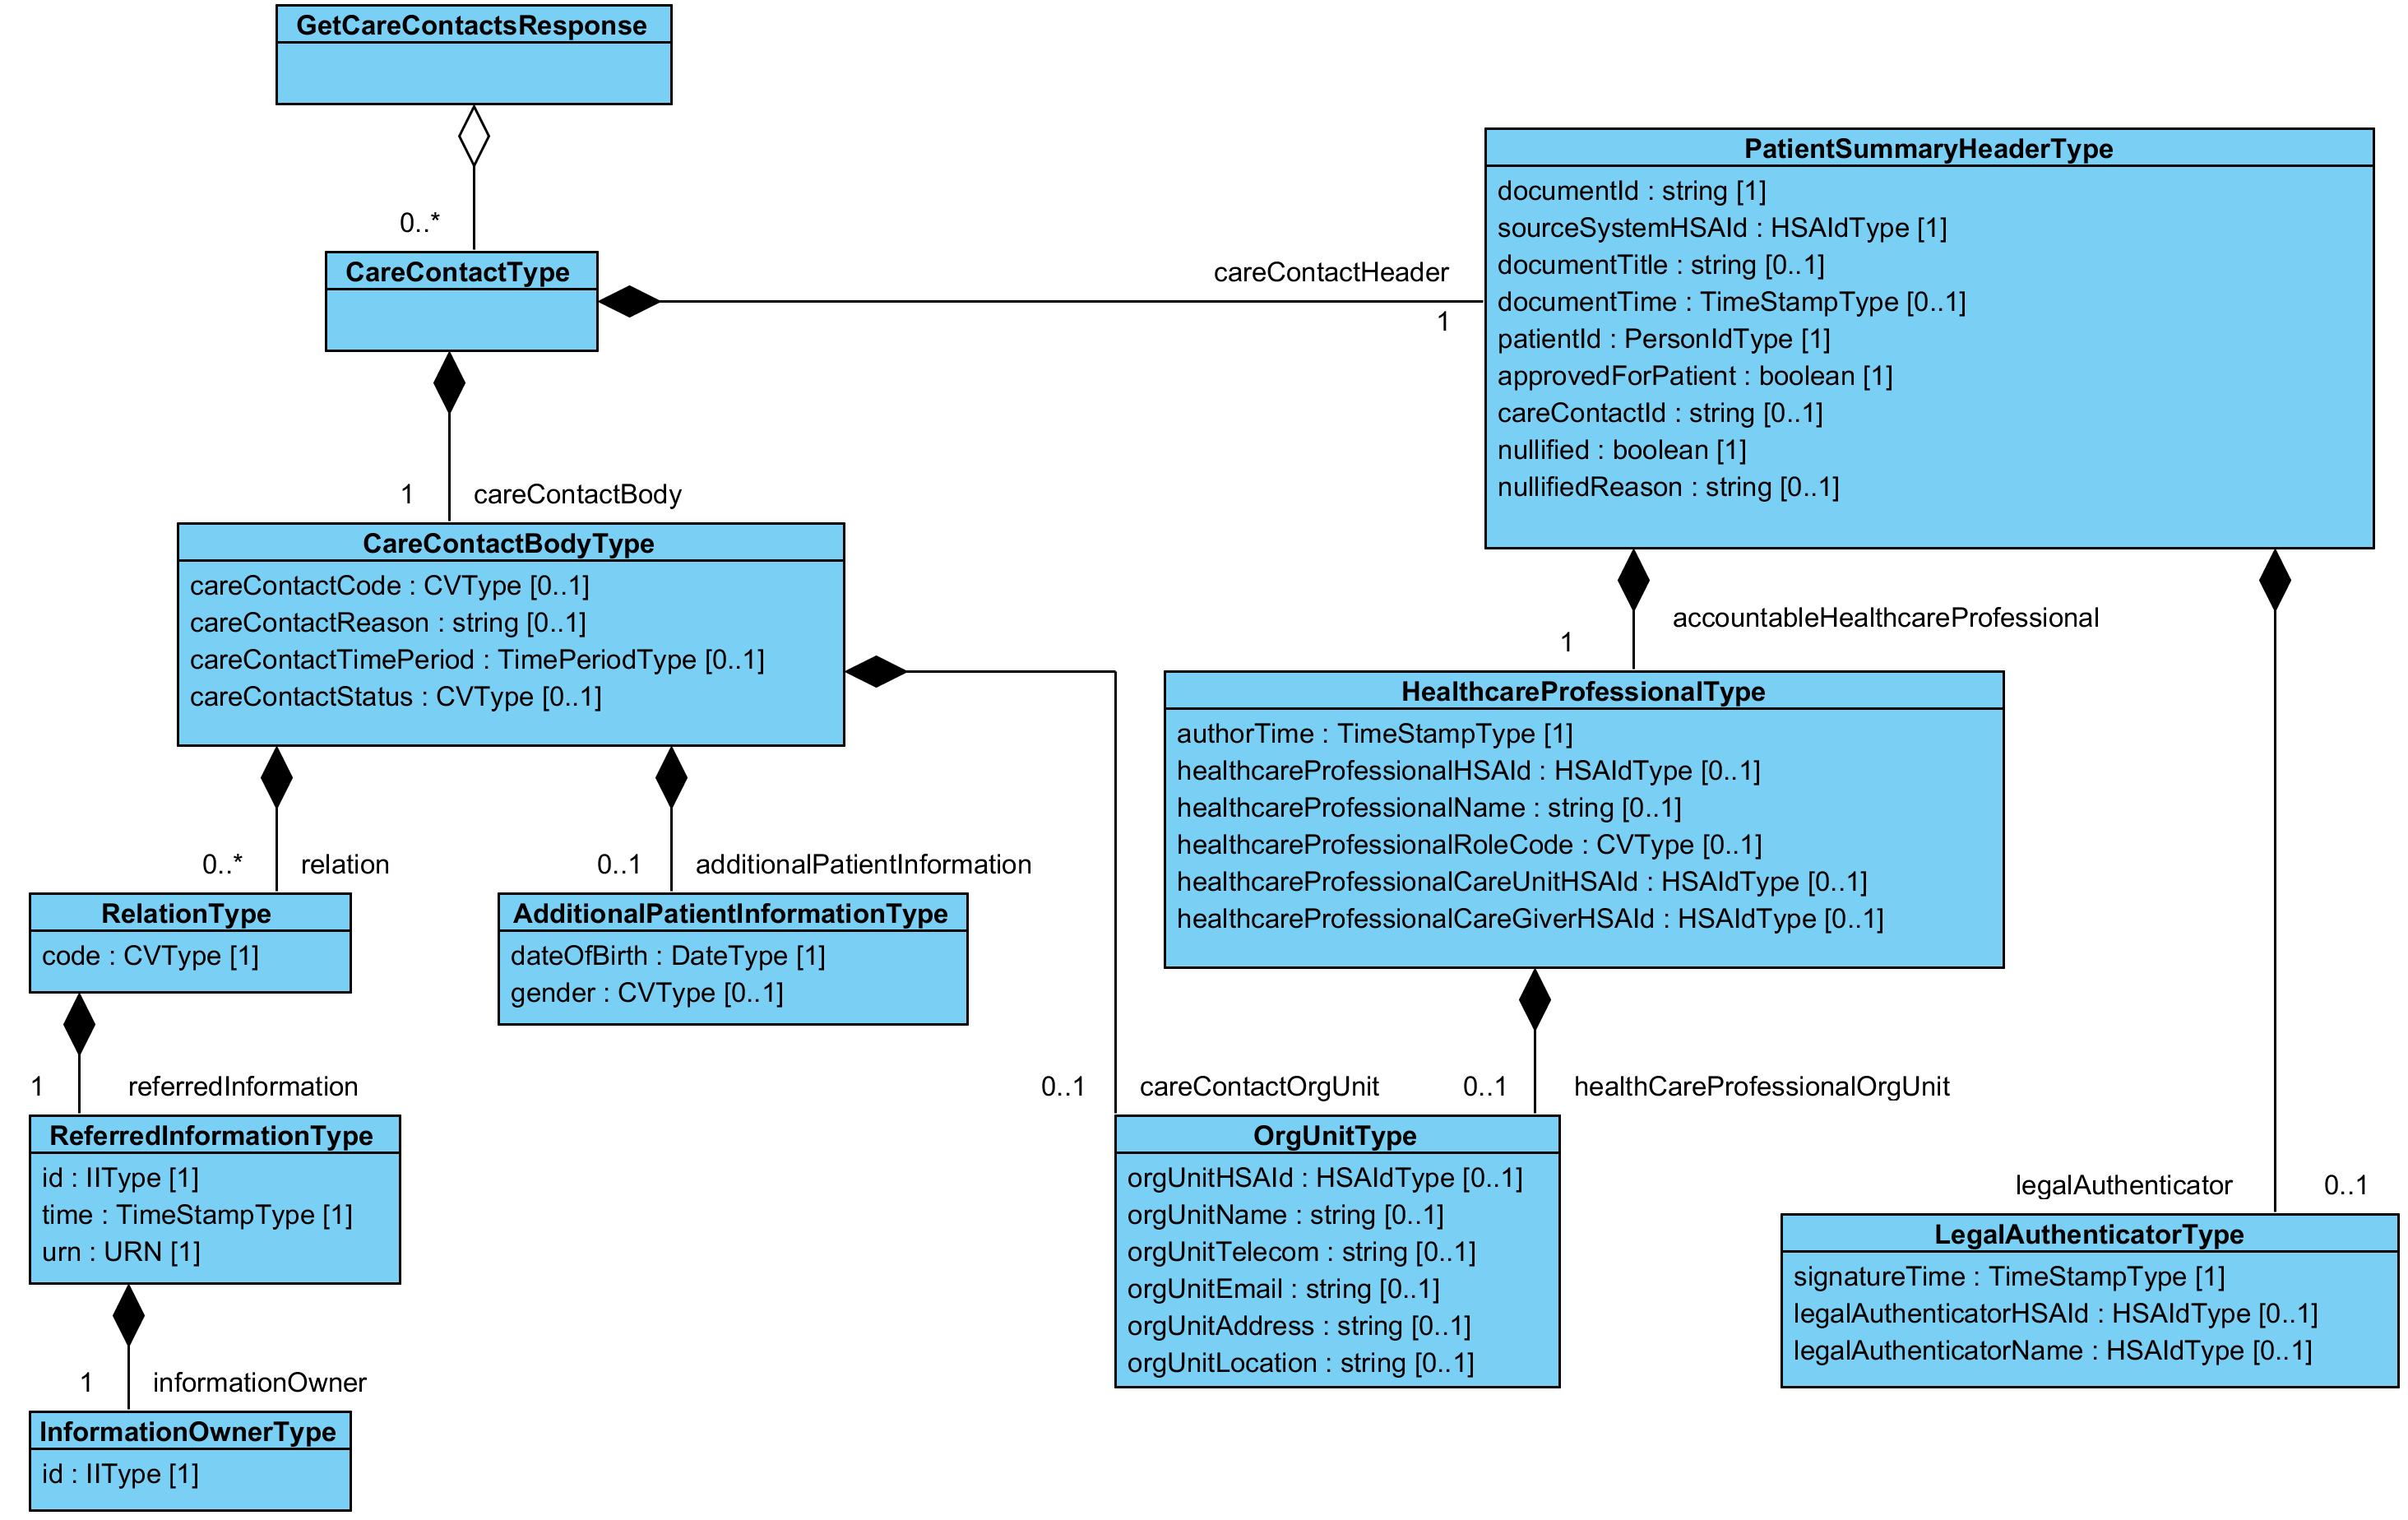 GetCareContactsResponse
0..*
CareContactType
careContactHeader
1
PatientSummaryHeaderType
documentId : string [1]
sourceSystemHSAId : HSAIdType [1]
documentTitle : string [0..1]
documentTime : TimeStampType [0..1]
patientId : PersonIdType [1]
approvedForPatient : boolean [1]
careContactId : string [0..1]
nullified : boolean [1]
nullifiedReason : string [0..1]
1
careContactBody
CareContactBodyType
careContactCode : CVType [0..1]
careContactReason : string [0..1]
careContactTimePeriod : TimePeriodType [0..1]
careContactStatus : CVType [0..1]
accountableHealthcareProfessional
1
HealthcareProfessionalType
authorTime : TimeStampType [1]
healthcareProfessionalHSAId : HSAIdType [0..1]
healthcareProfessionalName : string [0..1]
healthcareProfessionalRoleCode : CVType [0..1]
healthcareProfessionalCareUnitHSAId : HSAIdType [0..1]
healthcareProfessionalCareGiverHSAId : HSAIdType [0..1]
0..*
relation
0..1
additionalPatientInformation
RelationType
code : CVType [1]
AdditionalPatientInformationType
dateOfBirth : DateType [1]
gender : CVType [0..1]
1
referredInformation
0..1
careContactOrgUnit
0..1
healthCareProfessionalOrgUnit
ReferredInformationType
id : IIType [1]
time : TimeStampType [1]
urn : URN [1]
OrgUnitType
orgUnitHSAId : HSAIdType [0..1]
orgUnitName : string [0..1]
orgUnitTelecom : string [0..1]
orgUnitEmail : string [0..1]
orgUnitAddress : string [0..1]
orgUnitLocation : string [0..1]
legalAuthenticator
0..1
LegalAuthenticatorType
signatureTime : TimeStampType [1]
legalAuthenticatorHSAId : HSAIdType [0..1]
legalAuthenticatorName : HSAIdType [0..1]
1
informationOwner
InformationOwnerType
id : IIType [1]